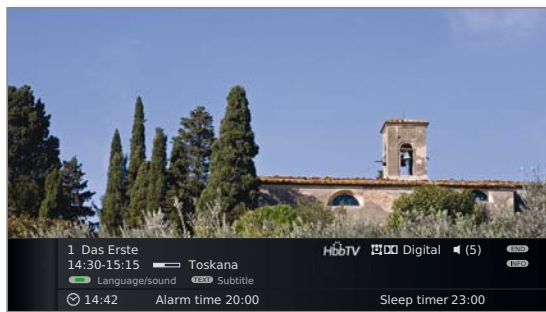 1 Das Erste HbbTV Digital (5) END
14:30-15:15 Toskana INFO
Language/sound TEXT Subtitle
14:42 Alarm time 20:00 Sleep timer 23:00